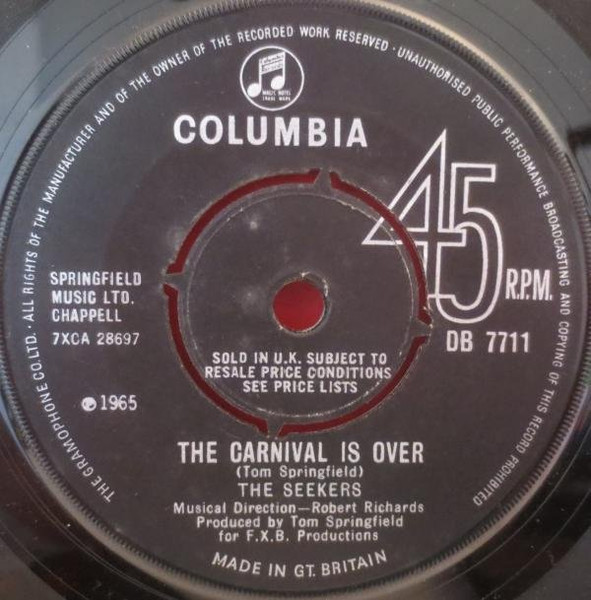 THE GRAMOPHONE CO. LTD. · ALL RIGHTS OF THE MANUFACTURER AND OF THE OWNER OF THE RECORDED WORK RESERVED · UNAUTHORISED PUBLIC PERFORMANCE BROADCASTING AND COPYING OF THIS RECORD PROHIBITED
COLUMBIA
45
R.P.M.
SPRINGFIELD
MUSIC LTD.
CHAPPELL
7XCA 28697
DB 7711
SOLD IN U.K. SUBJECT TO
RESALE PRICE CONDITIONS
SEE PRICE LISTS
℗ 1965
THE CARNIVAL IS OVER
(Tom Springfield)
THE SEEKERS
Musical Direction—Robert Richards
Produced by Tom Springfield
for F.X.B. Productions
MADE IN GT. BRITAIN